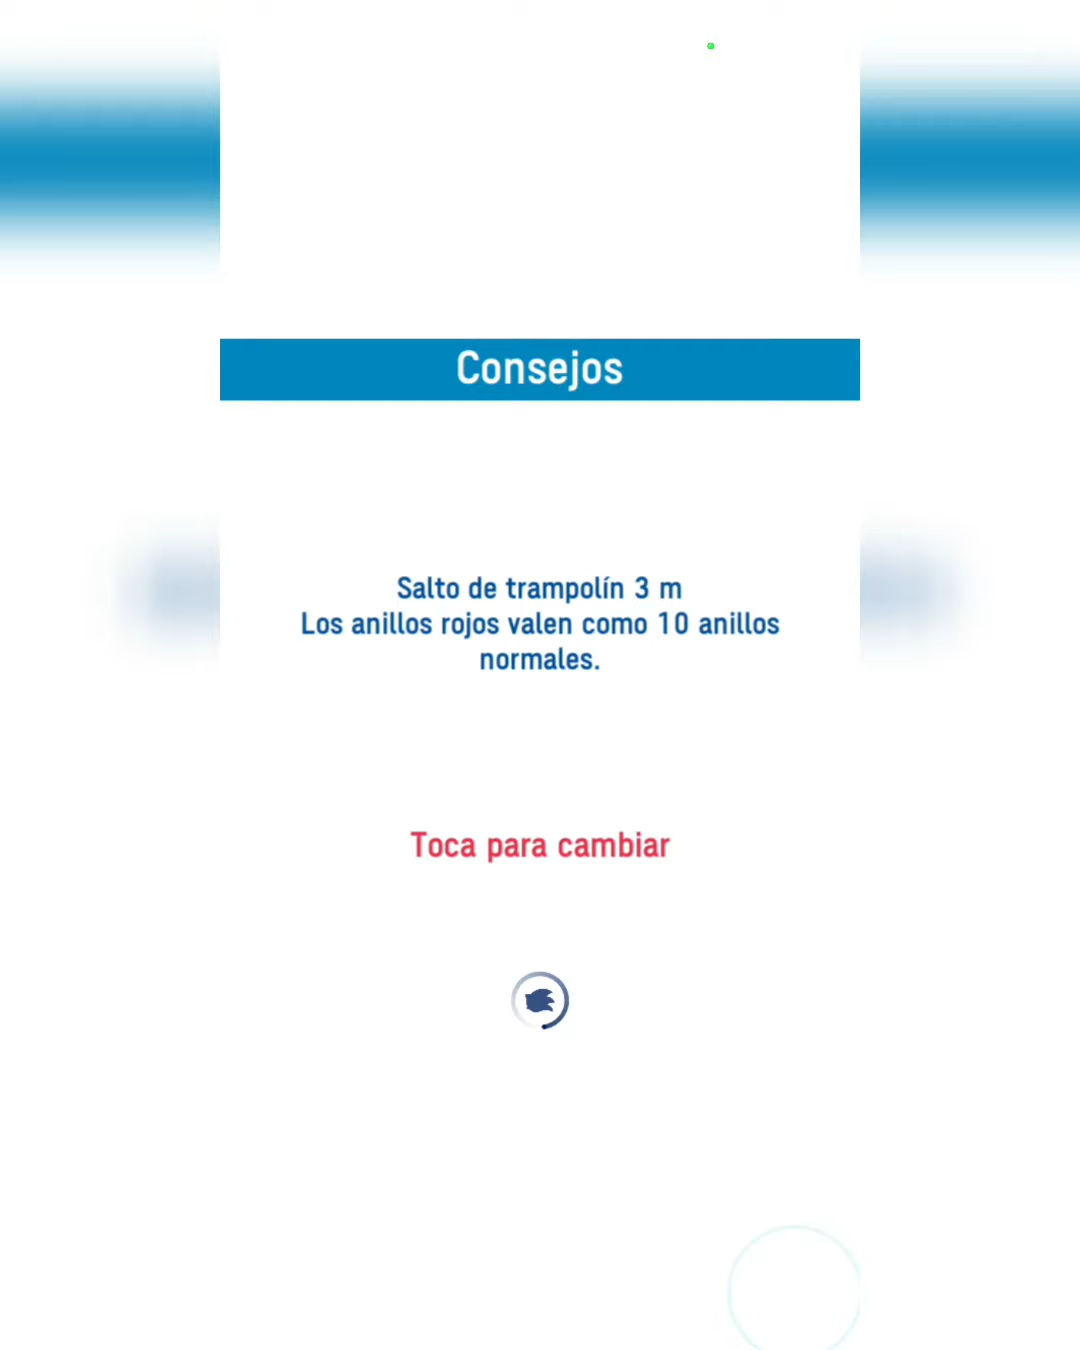 Consejos
Salto de trampolín 3 m
Los anillos rojos valen como 10 anillos
normales.
Toca para cambiar